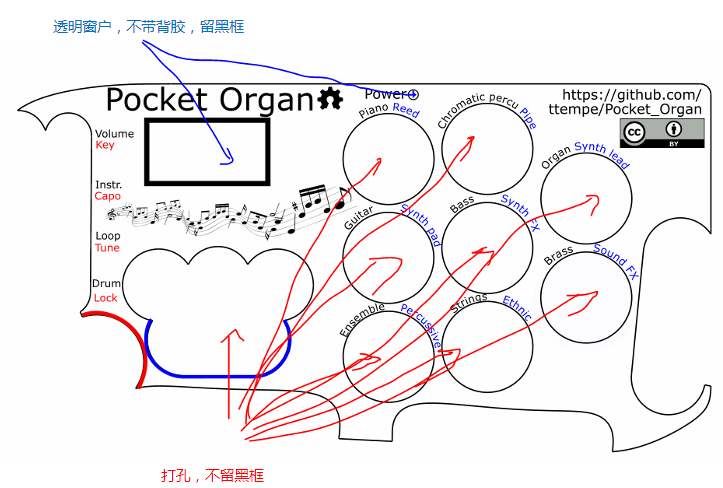 透明窗户，不带背胶，留黑框
Pocket Organ
Power
https://github.com/
ttempe/Pocket_Organ
cc
BY
Volume
Key
Instr.
Capo
Loop
Tune
Drum
Lock
Piano Reed
Chromatic percu Pipe
Organ Synth lead
Guitar Synth pad
Bass Synth FX
Brass Sound FX
Ensemble Percussive
Strings Ethnic
打孔，不留黑框